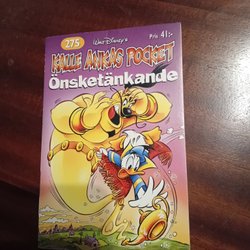 275
Walt Disney's
Pris 41:-
KALLE ANKAS POCKET
Önsketänkande